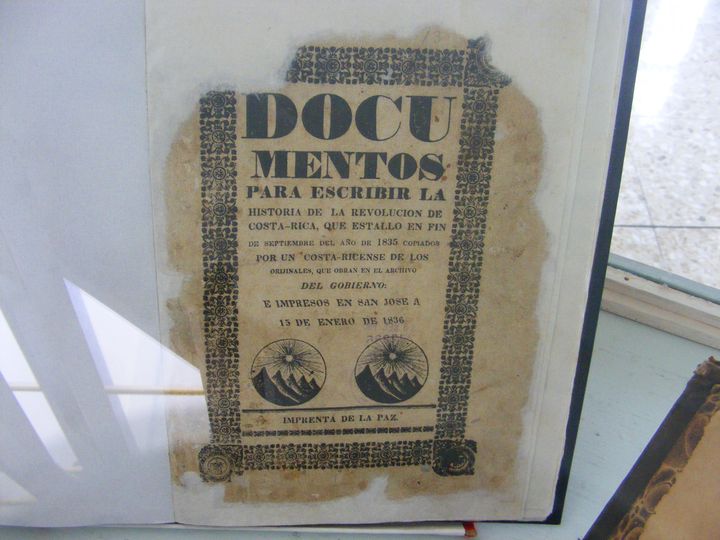 DOCU
MENTOS
PARA ESCRIBIR LA
HISTORIA DE LA REVOLUCION DE
COSTA-RICA, QUE ESTALLO EN FIN
DE SEPTIEMBRE DEL AÑO DE 1835 COPIADOS
POR UN COSTA-RICENSE DE LOS
ORIJINALES, QUE OBRAN EN EL ARCHIVO
DEL GOBIERNO:
E IMPRESOS EN SAN JOSE A
15 DE ENERO DE 1836
IMPRENTA DE LA PAZ.